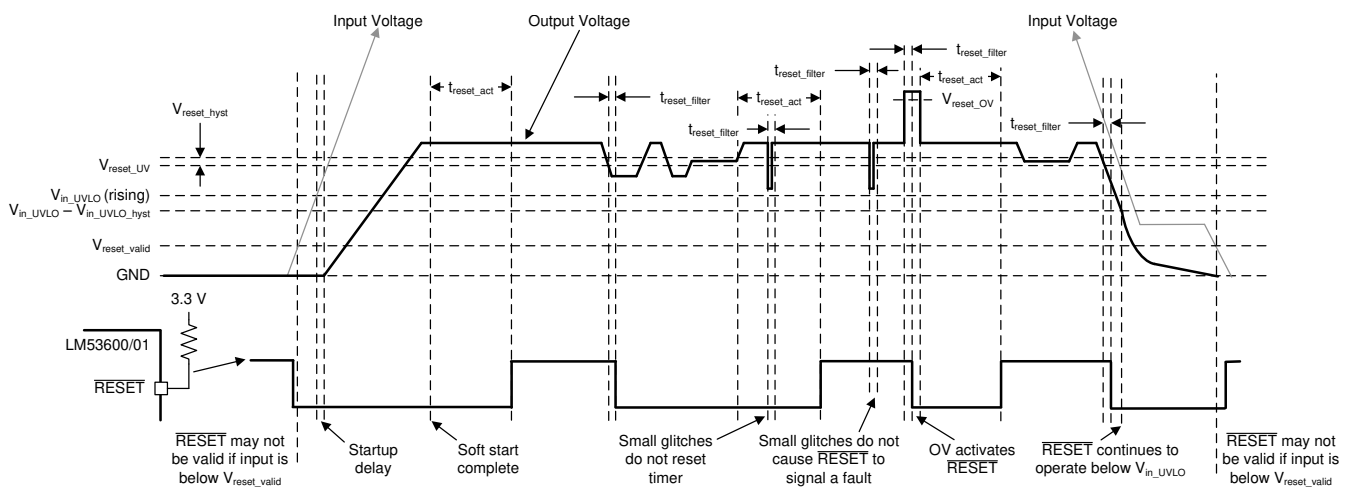 Input Voltage
Output Voltage
Input Voltage
t_reset_filter
t_reset_filter
t_reset_act
t_reset_act
t_reset_filter
t_reset_act
V_reset_OV
V_reset_hyst
t_reset_filter
t_reset_filter
V_reset_UV
V_in_UVLO (rising)
V_in_UVLO – V_in_UVLO_hyst
V_reset_valid
GND
3.3 V
LM53600/01
RESET
RESET may not
be valid if input is
below V_reset_valid
Startup
delay
Soft start
complete
Small glitches
do not reset
timer
Small glitches do not
cause RESET to
signal a fault
OV activates
RESET
RESET continues to
operate below V_in_UVLO
RESET may not
be valid if input is
below V_reset_valid